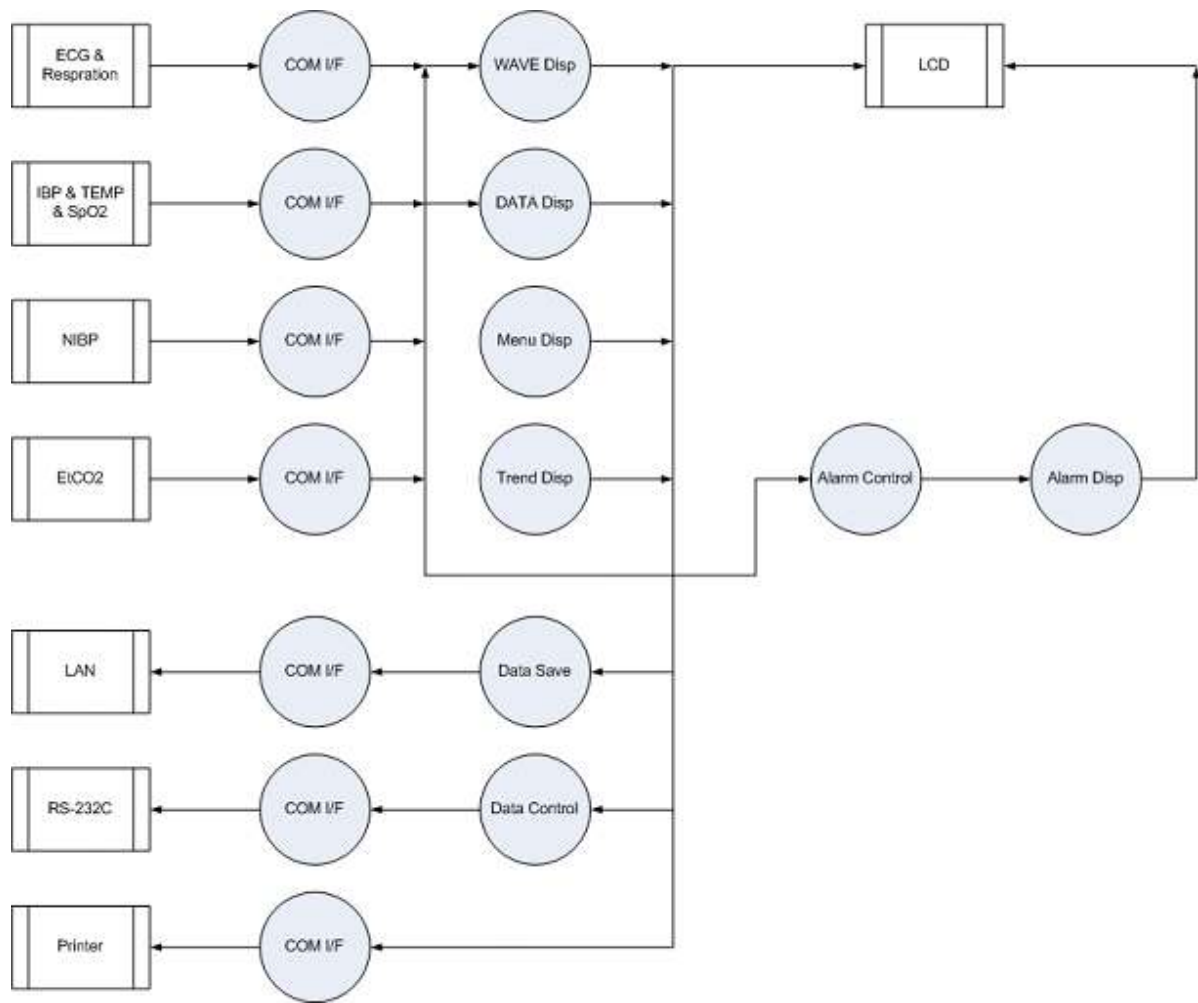 ECG &
Respration
COM I/F
WAVE Disp
LCD
IBP & TEMP
& SpO2
COM I/F
DATA Disp
NIBP
COM I/F
Menu Disp
EtCO2
COM I/F
Trend Disp
Alarm Control
Alarm Disp
LAN
COM I/F
Data Save
RS-232C
COM I/F
Data Control
Printer
COM I/F